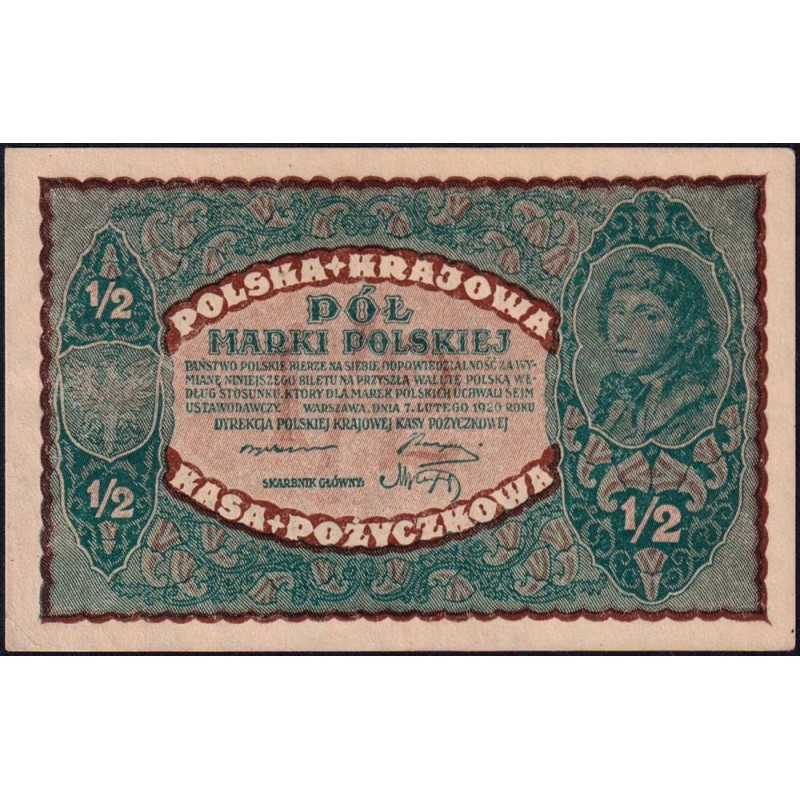 POLSKA + KRAJOWA
1/2
PÓŁ
MARKI POLSKIEJ
PAŃSTWO POLSKIE BIERZE NA SIEBIE ODPOWIEDZIALNOŚĆ ZA WY-
MIANĘ NINIEJSZEGO BILETU NA PRZYSZŁĄ WALUTĘ POLSKĄ WE-
DŁUG STOSUNKU, KTÓRY DLA MAREK POLSKICH UCHWALI SEJM
USTAWODAWCZY. WARSZAWA, DNIA 7. LUTEGO 1920 ROKU
DYREKCJA POLSKIEJ KRAJOWEJ KASY POŻYCZKOWEJ
SKARBNIK GŁÓWNY:
1/2
1/2
KASA + POŻYCZKOWA